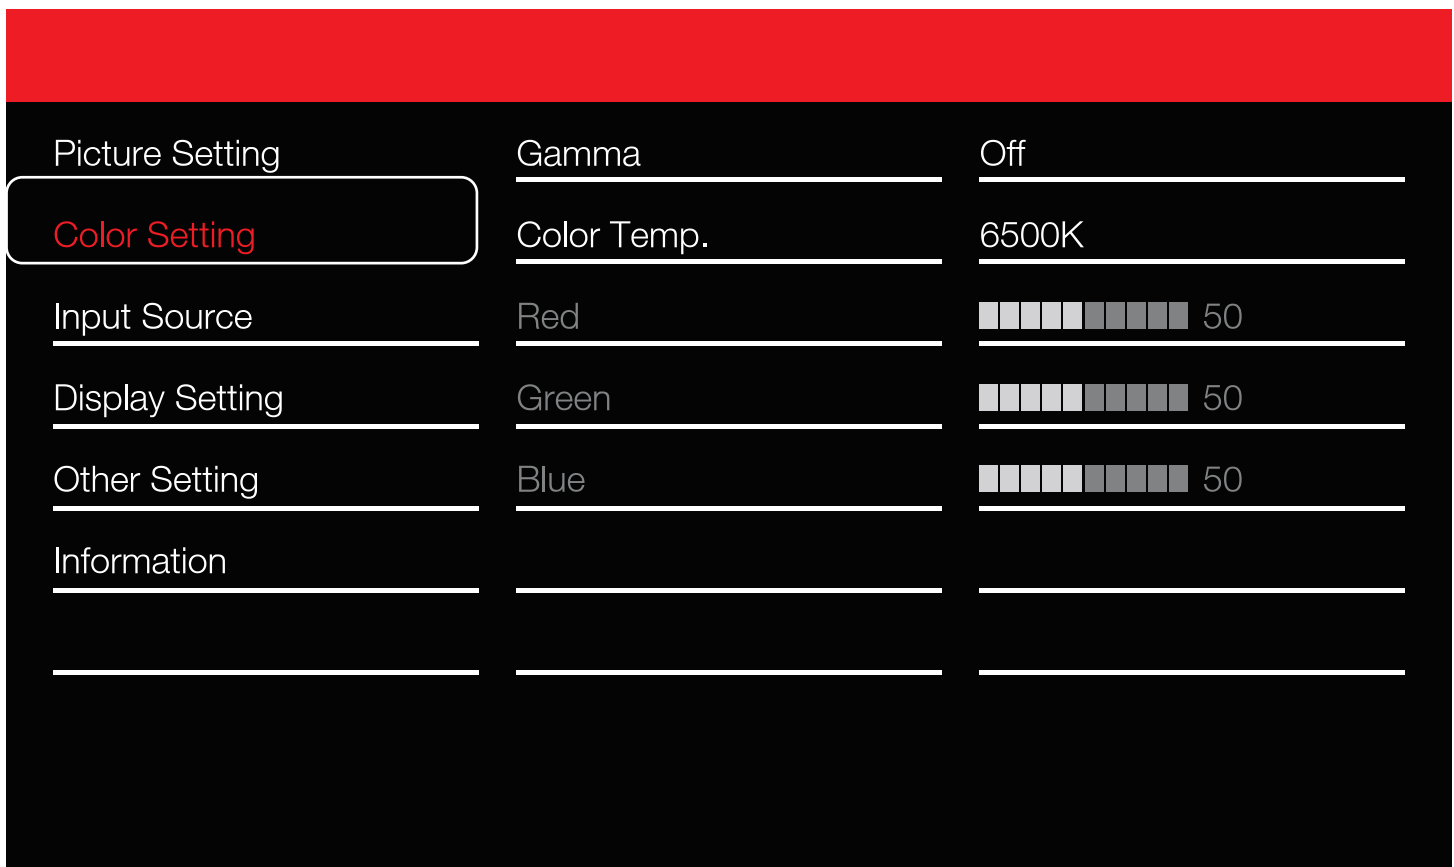 Picture Setting Gamma Off
Color Setting Color Temp. 6500K
Input Source Red 50
Display Setting Green 50
Other Setting Blue 50
Information